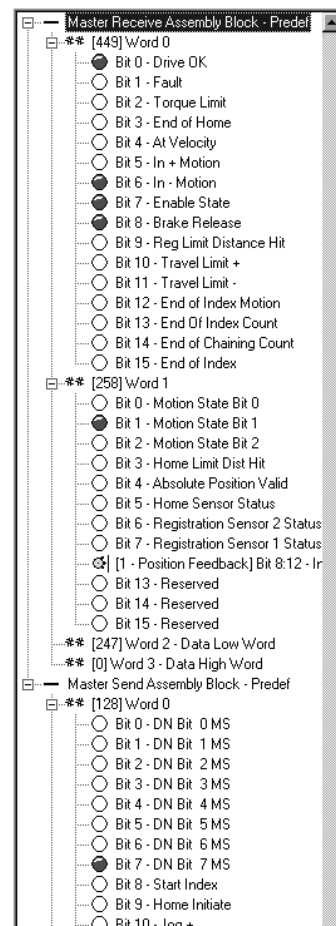 Master Receive Assembly Block - Predef
** [449] Word 0
Bit 0 - Drive OK
Bit 1 - Fault
Bit 2 - Torque Limit
Bit 3 - End of Home
Bit 4 - At Velocity
Bit 5 - In + Motion
Bit 6 - In - Motion
Bit 7 - Enable State
Bit 8 - Brake Release
Bit 9 - Reg Limit Distance Hit
Bit 10 - Travel Limit +
Bit 11 - Travel Limit -
Bit 12 - End of Index Motion
Bit 13 - End Of Index Count
Bit 14 - End of Chaining Count
Bit 15 - End of Index
** [258] Word 1
Bit 0 - Motion State Bit 0
Bit 1 - Motion State Bit 1
Bit 2 - Motion State Bit 2
Bit 3 - Home Limit Dist Hit
Bit 4 - Absolute Position Valid
Bit 5 - Home Sensor Status
Bit 6 - Registration Sensor 2 Status
Bit 7 - Registration Sensor 1 Status
[1 - Position Feedback] Bit 8:12 - Ir
Bit 13 - Reserved
Bit 14 - Reserved
Bit 15 - Reserved
** [247] Word 2 - Data Low Word
** [0] Word 3 - Data High Word
Master Send Assembly Block - Predef
** [128] Word 0
Bit 0 - DN Bit 0 MS
Bit 1 - DN Bit 1 MS
Bit 2 - DN Bit 2 MS
Bit 3 - DN Bit 3 MS
Bit 4 - DN Bit 4 MS
Bit 5 - DN Bit 5 MS
Bit 6 - DN Bit 6 MS
Bit 7 - DN Bit 7 MS
Bit 8 - Start Index
Bit 9 - Home Initiate
Bit 10 - Jog +